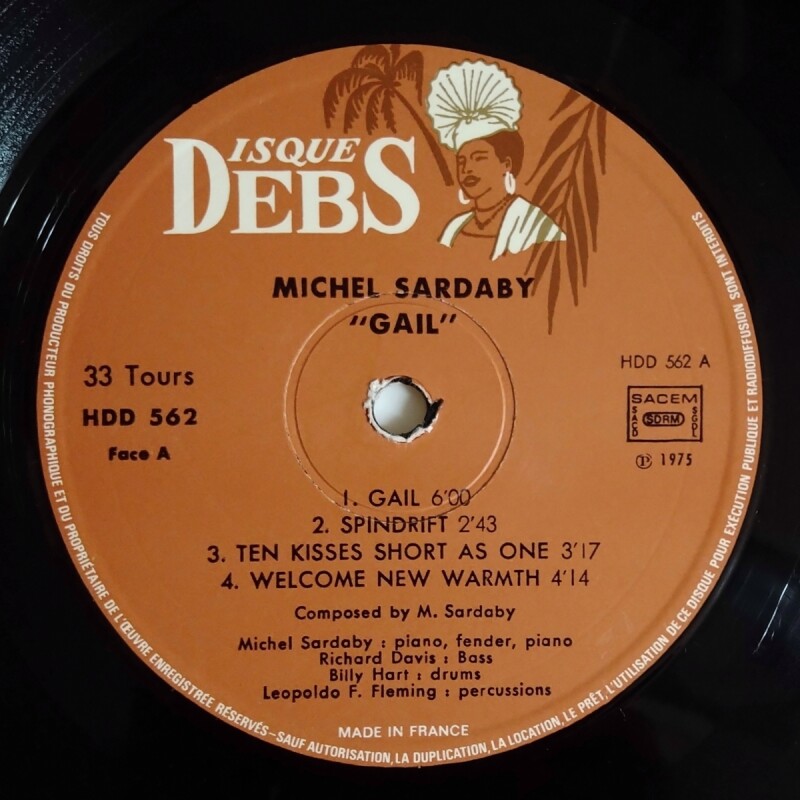 DISQUE DEBS
MICHEL SARDABY
"GAIL"
33 Tours
HDD 562
Face A
HDD 562 A
SACEM
SACD SDRM SGDL
℗ 1975
1. GAIL 6'00
2. SPINDRIFT 2'43
3. TEN KISSES SHORT AS ONE 3'17
4. WELCOME NEW WARMTH 4'14
Composed by M. Sardaby
Michel Sardaby : piano, fender, piano
Richard Davis : Bass
Billy Hart : drums
Leopoldo F. Fleming : percussions
MADE IN FRANCE
TOUS DROITS DU PRODUCTEUR PHONOGRAPHIQUE ET DU PROPRIÉTAIRE DE L'ŒUVRE ENREGISTRÉE RÉSERVÉS-SAUF AUTORISATION, LA DUPLICATION, LA LOCATION, LE PRÊT, L'UTILISATION DE CE DISQUE POUR EXÉCUTION PUBLIQUE ET RADIODIFFUSION SONT INTERDITS